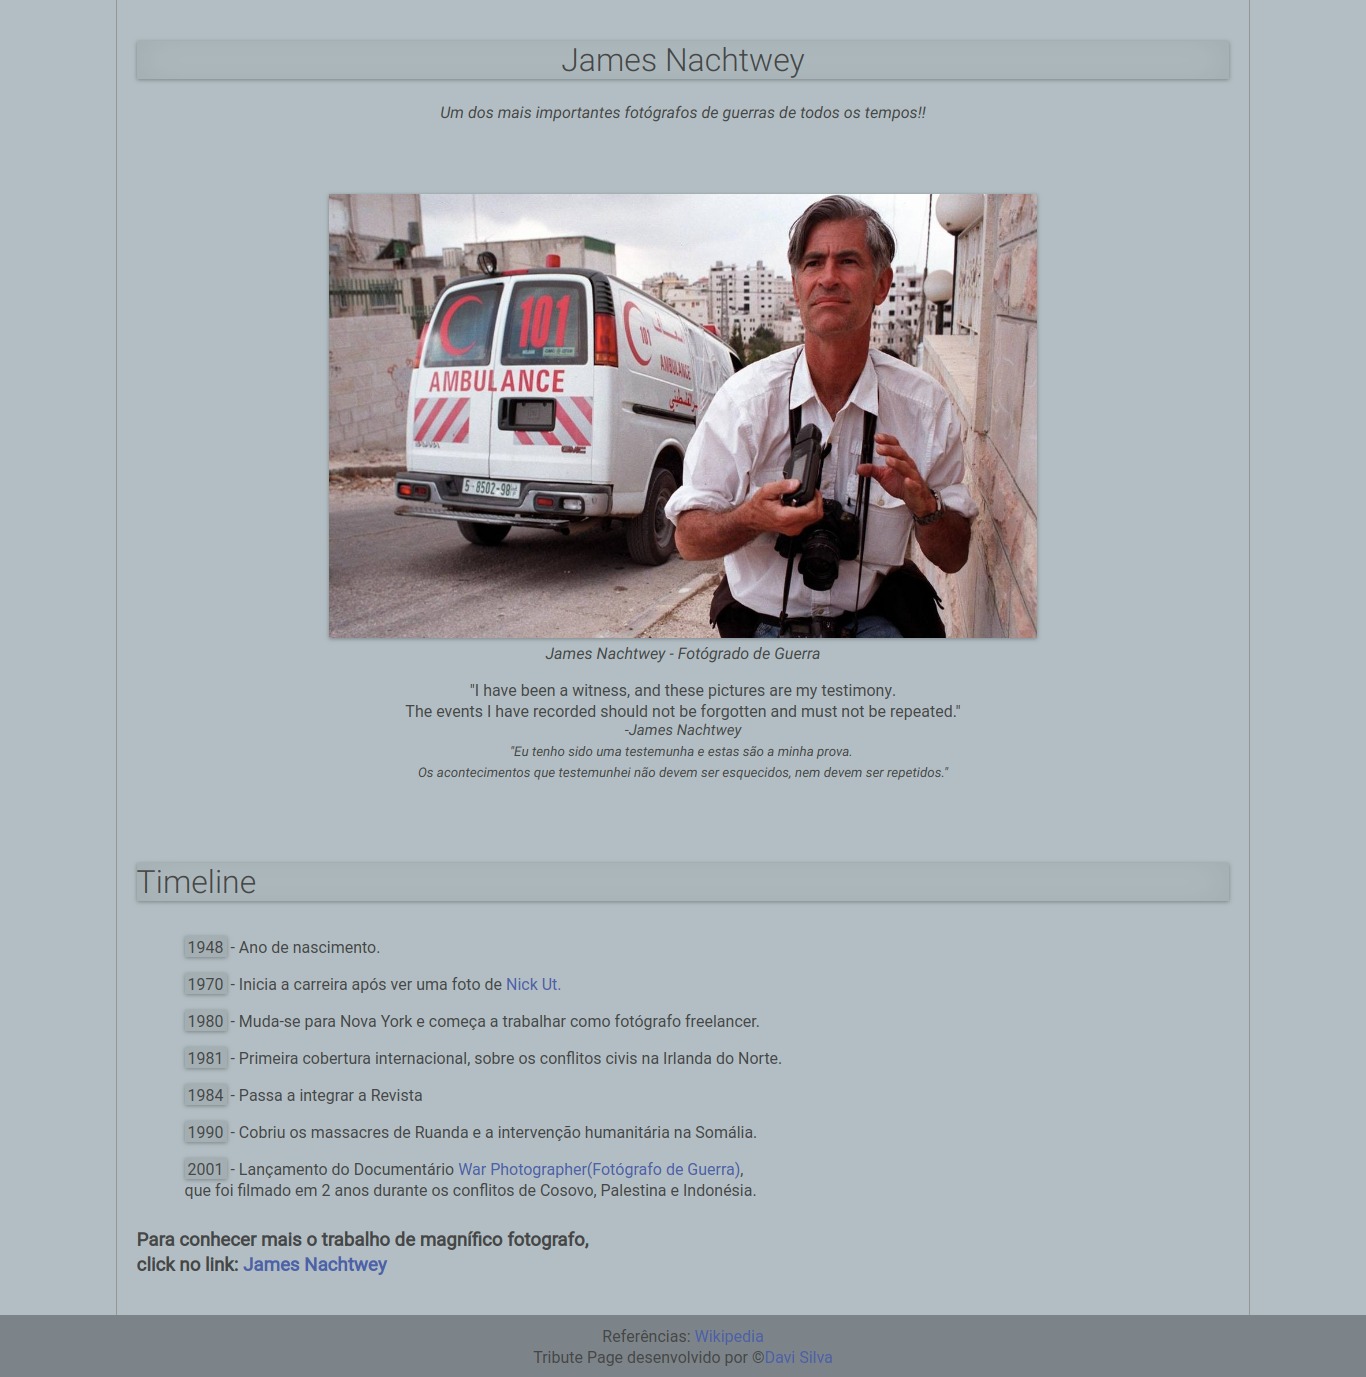 James Nachtwey
Um dos mais importantes fotógrafos de guerras de todos os tempos!!
101
101
AMBULANCE
AMBULANCE
GMC
5-8502-98
James Nachtwey - Fotógrado de Guerra
"I have been a witness, and these pictures are my testimony.
The events I have recorded should not be forgotten and must not be repeated."
-James Nachtwey
"Eu tenho sido uma testemunha e estas são a minha prova.
Os acontecimentos que testemunhei não devem ser esquecidos, nem devem ser repetidos."
Timeline
1948 - Ano de nascimento.
1970 - Inicia a carreira após ver uma foto de Nick Ut.
1980 - Muda-se para Nova York e começa a trabalhar como fotógrafo freelancer.
1981 - Primeira cobertura internacional, sobre os conflitos civis na Irlanda do Norte.
1984 - Passa a integrar a Revista
1990 - Cobriu os massacres de Ruanda e a intervenção humanitária na Somália.
2001 - Lançamento do Documentário War Photographer(Fotógrafo de Guerra),
que foi filmado em 2 anos durante os conflitos de Cosovo, Palestina e Indonésia.
Para conhecer mais o trabalho de magnífico fotografo,
click no link: James Nachtwey
Referências: Wikipedia
Tribute Page desenvolvido por ©Davi Silva